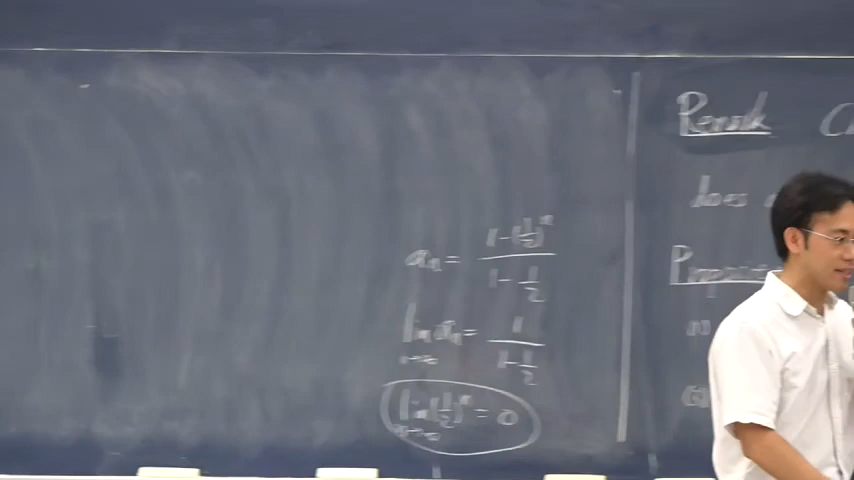 aₙ = (1-(1/2)ⁿ)/(1-1/2)
lim aₙ = 1/(1-1/2)
n→∞
lim (1/2)ⁿ = 0
n→∞
Remark
does